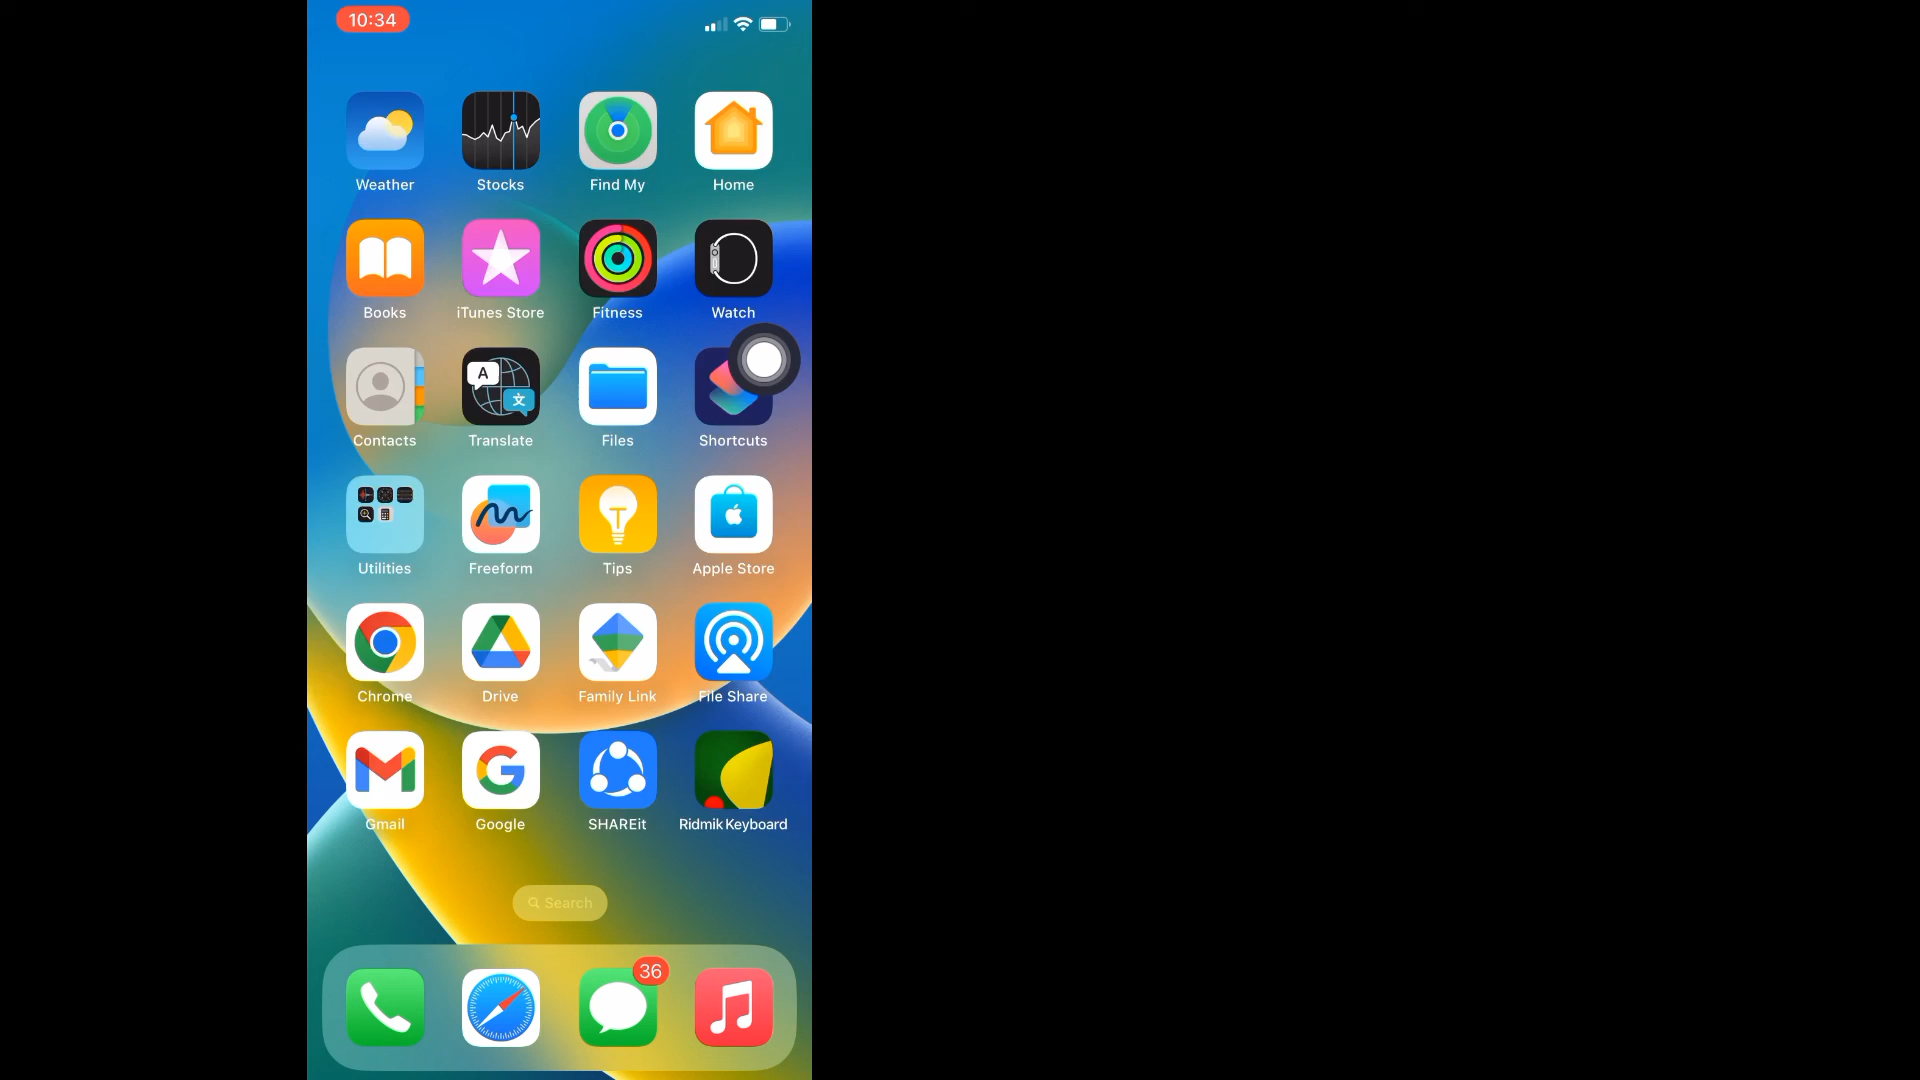 10:34
Weather Stocks Find My Home
Books iTunes Store Fitness Watch
A 文
Contacts Translate Files Shortcuts
Utilities Freeform Tips Apple Store
Chrome Drive Family Link File Share
Gmail Google SHAREit Ridmik Keyboard
Search
36